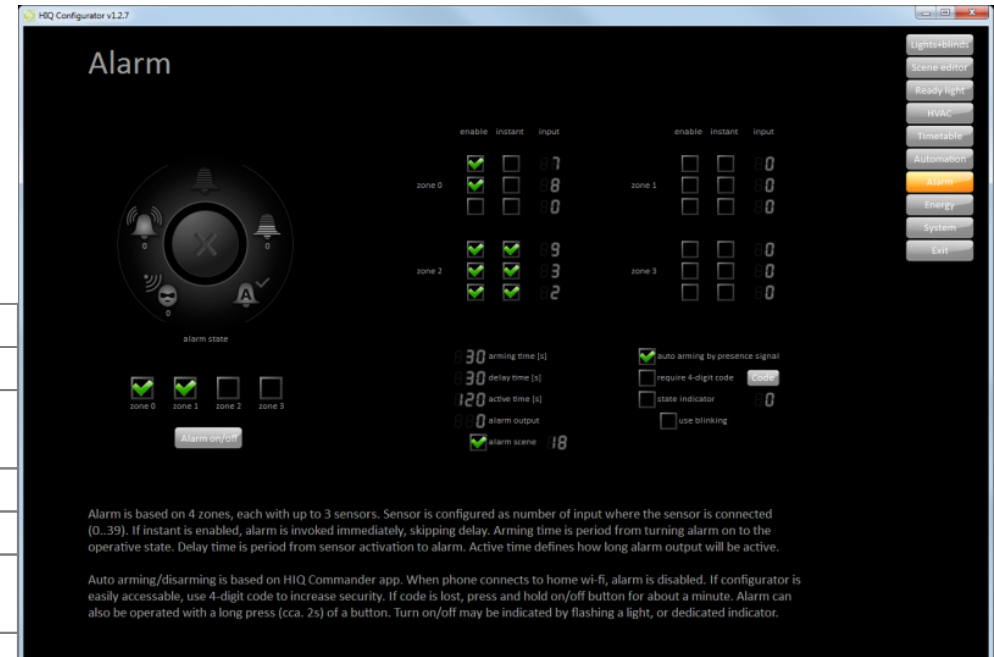 HIQ Configurator v1.2.7
Alarm
Lights+blinds
Scene editor
Ready light
HVAC
Timetable
Automation
Alarm
Energy
System
Exit
enable instant input
7
zone 0 8
0
enable instant input
0
zone 1 0
0
9
zone 2 3
2
0
zone 3 0
0
0
0
0
A
0
alarm state
zone 0 zone 1 zone 2 zone 3
Alarm on/off
30 arming time [s]
30 delay time [s]
120 active time [s]
0 alarm output
alarm scene 18
auto arming by presence signal
require 4-digit code Code
state indicator 0
use blinking
Alarm is based on 4 zones, each with up to 3 sensors. Sensor is configured as number of input where the sensor is connected
(0..39). If instant is enabled, alarm is invoked immediately, skipping delay. Arming time is period from turning alarm on to the
operative state. Delay time is period from sensor activation to alarm. Active time defines how long alarm output will be active.
Auto arming/disarming is based on HIQ Commander app. When phone connects to home wi-fi, alarm is disabled. If configurator is
easily accessable, use 4-digit code to increase security. If code is lost, press and hold on/off button for about a minute. Alarm can
also be operated with a long press (cca. 2s) of a button. Turn on/off may be indicated by flashing a light, or dedicated indicator.